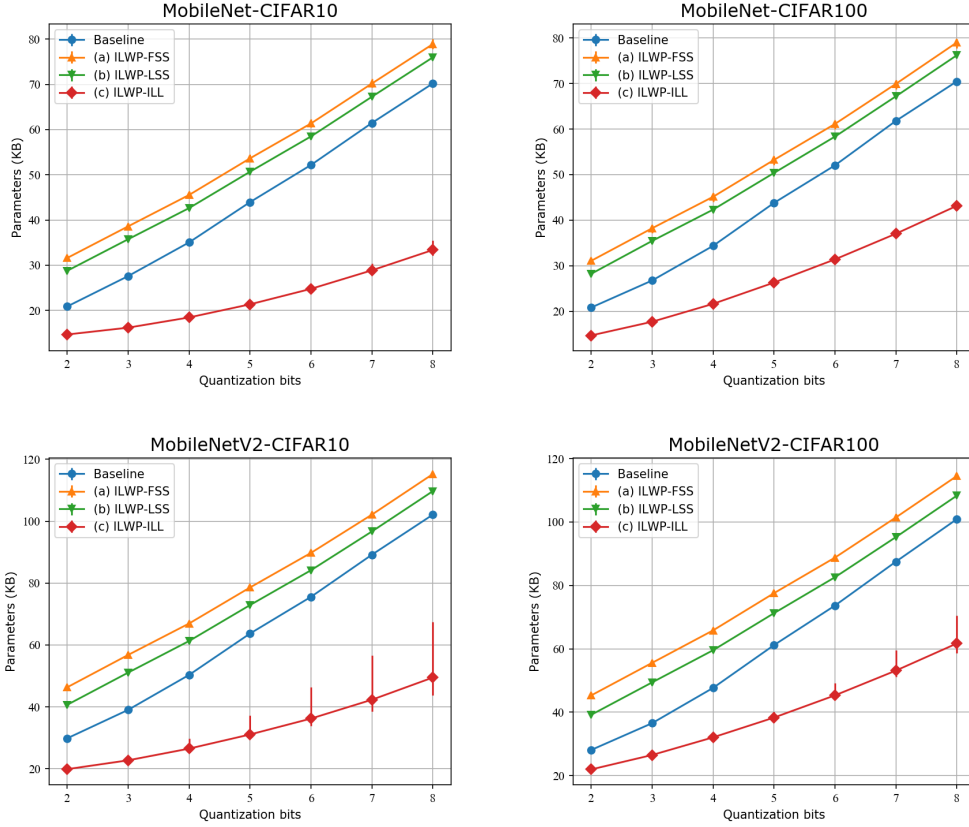 MobileNet-CIFAR10
Baseline
(a) ILWP-FSS
(b) ILWP-LSS
(c) ILWP-ILL
Parameters (KB)
80
70
60
50
40
30
20
2 3 4 5 6 7 8
Quantization bits
MobileNet-CIFAR100
Baseline
(a) ILWP-FSS
(b) ILWP-LSS
(c) ILWP-ILL
Parameters (KB)
80
70
60
50
40
30
20
2 3 4 5 6 7 8
Quantization bits
MobileNetV2-CIFAR10
Baseline
(a) ILWP-FSS
(b) ILWP-LSS
(c) ILWP-ILL
Parameters (KB)
120
100
80
60
40
20
2 3 4 5 6 7 8
Quantization bits
MobileNetV2-CIFAR100
Baseline
(a) ILWP-FSS
(b) ILWP-LSS
(c) ILWP-ILL
Parameters (KB)
120
100
80
60
40
20
2 3 4 5 6 7 8
Quantization bits